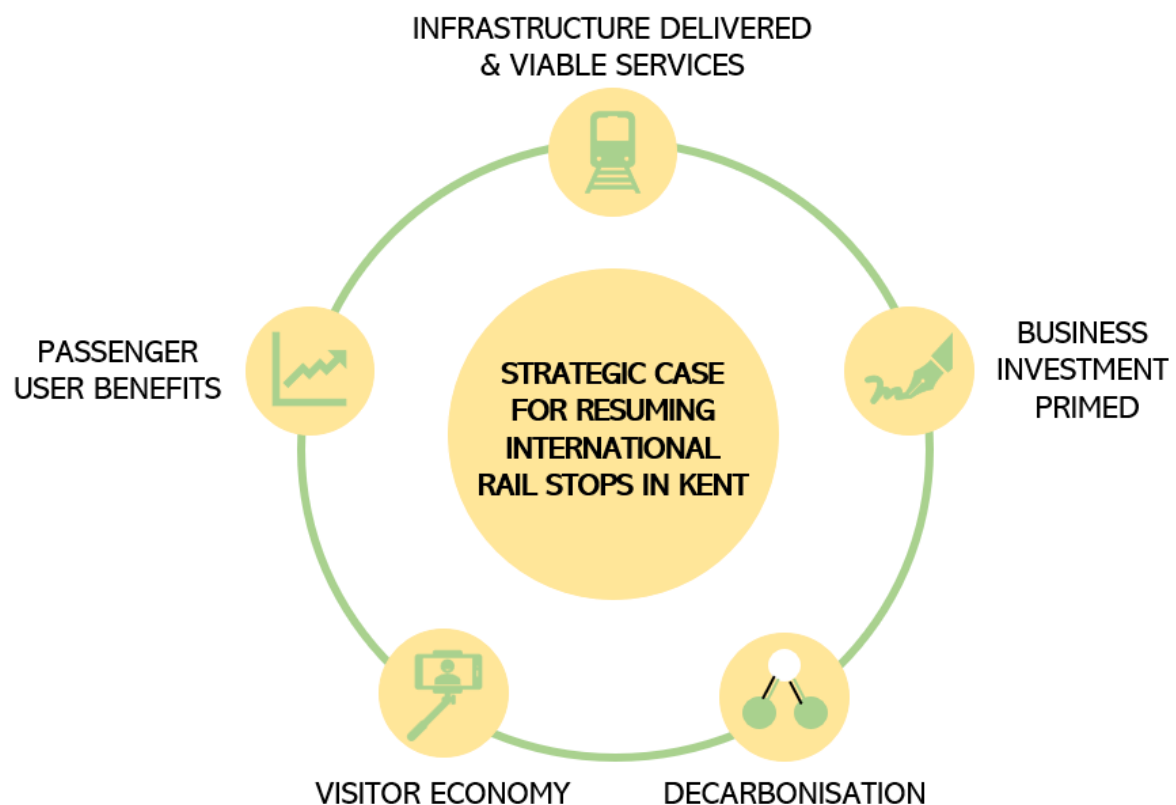 INFRASTRUCTURE DELIVERED
& VIABLE SERVICES
PASSENGER
USER BENEFITS
STRATEGIC CASE
FOR RESUMING
INTERNATIONAL
RAIL STOPS IN KENT
BUSINESS
INVESTMENT
PRIMED
VISITOR ECONOMY
DECARBONISATION